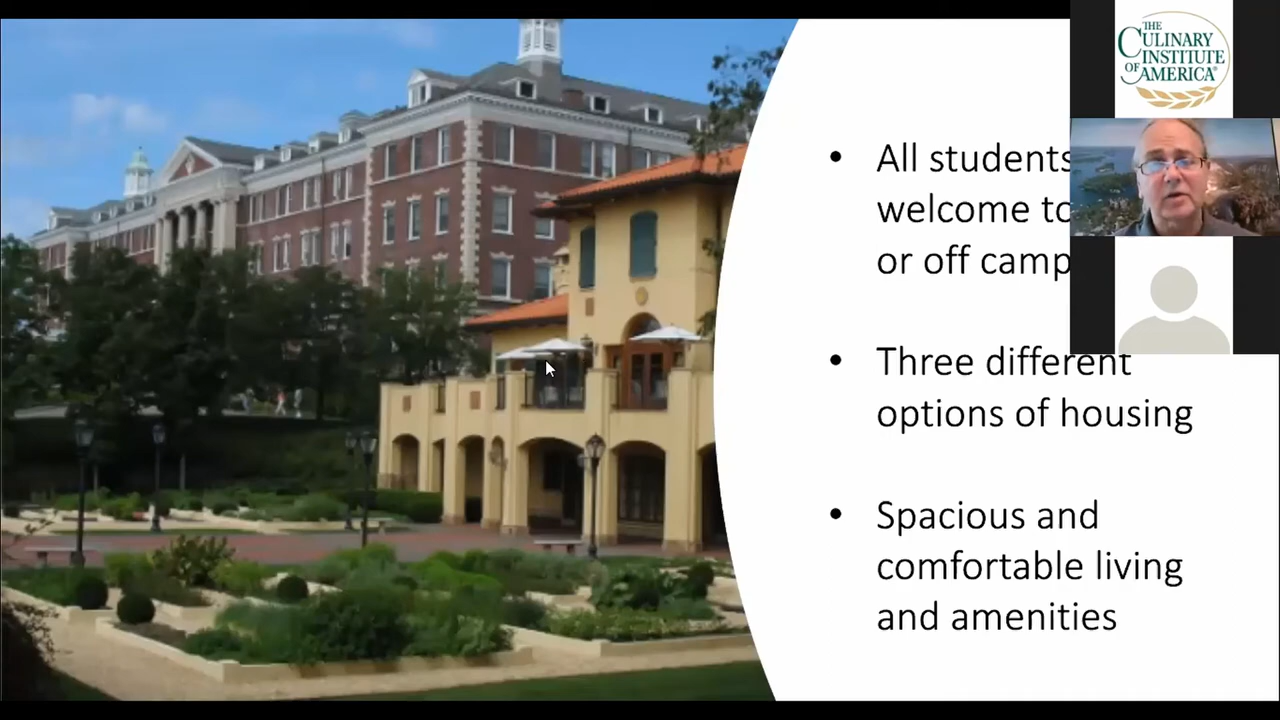 THE
CULINARY
INSTITUTE
OF AMERICA®
• All students
welcome to
or off camp
• Three different
options of housing
• Spacious and
comfortable living
and amenities